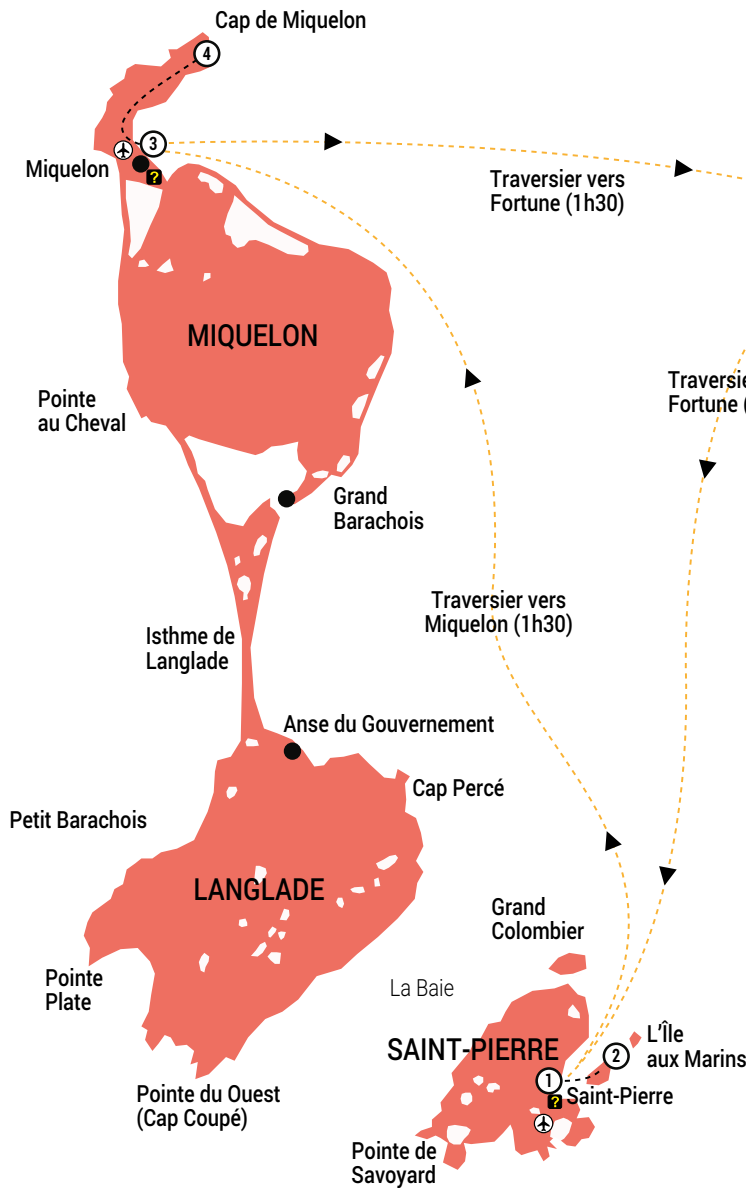 Cap de Miquelon
4
3
Miquelon
?
Traversier vers
Fortune (1h30)
MIQUELON
Traversie
Fortune (
Pointe
au Cheval
Grand
Barachois
Traversier vers
Miquelon (1h30)
Isthme de
Langlade
Anse du Gouvernement
Cap Percé
Petit Barachois
LANGLADE
Grand
Colombier
Pointe
Plate
La Baie
L'Île
aux Marins
SAINT-PIERRE
2
1
Saint-Pierre
?
Pointe du Ouest
(Cap Coupé)
Pointe de
Savoyard